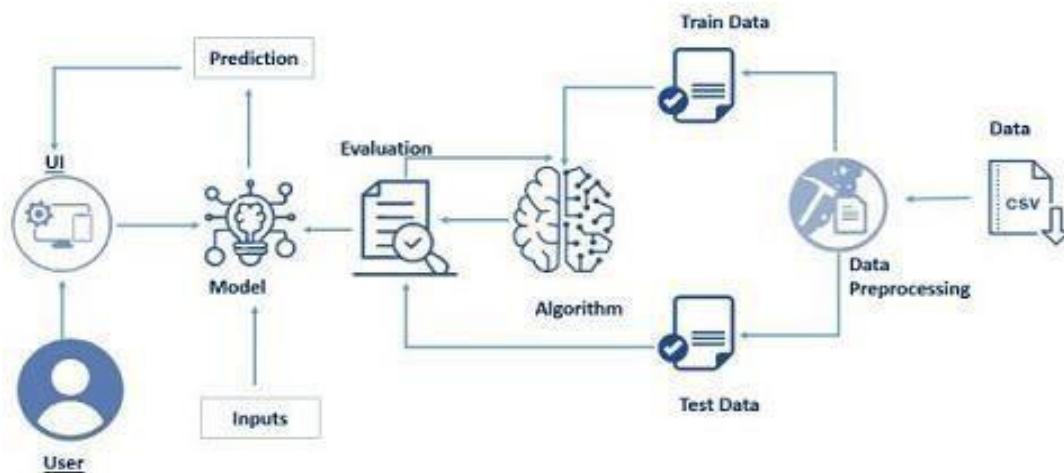 Train Data
Prediction
Data
Evaluation
UI
CSV
Model
Algorithm
Data
Preprocessing
Inputs
Test Data
User